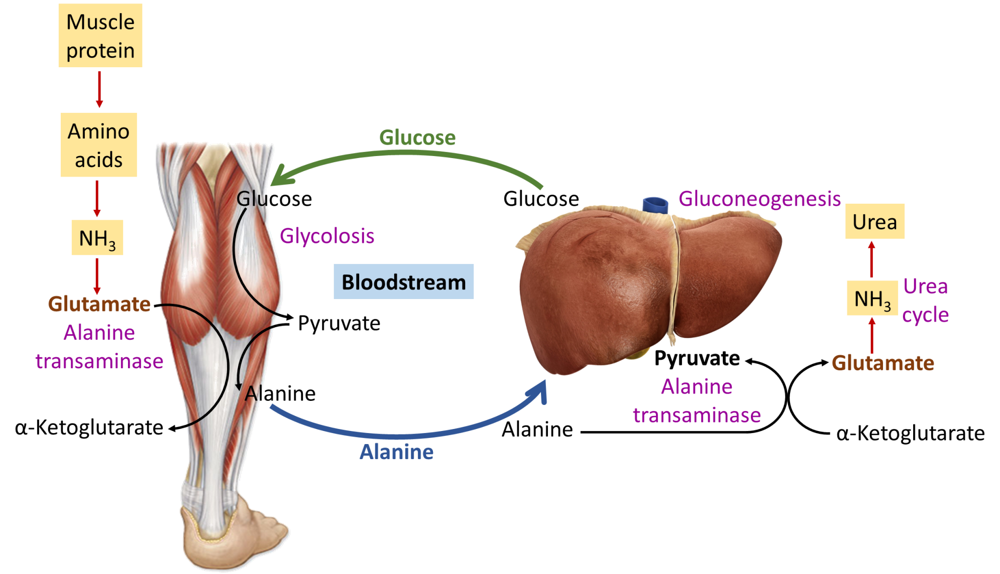 Muscle
protein
Amino
acids
NH₃
Glutamate
Alanine
transaminase
α-Ketoglutarate
Glucose
Glucose
Glycolosis
Bloodstream
Pyruvate
Alanine
Alanine
Glucose
Gluconeogenesis
Pyruvate
Alanine
transaminase
Alanine
Urea
NH₃
Urea
cycle
Glutamate
α-Ketoglutarate